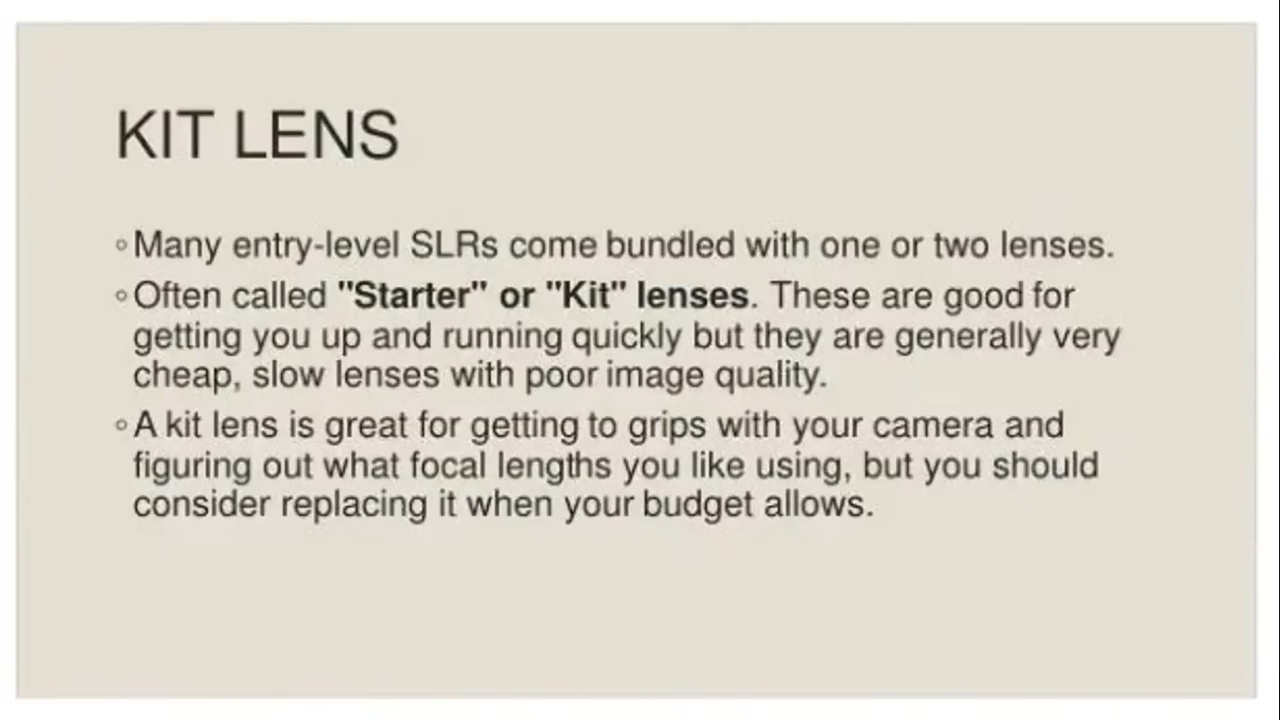 KIT LENS
◦Many entry-level SLRs come bundled with one or two lenses.
◦Often called "Starter" or "Kit" lenses. These are good for
getting you up and running quickly but they are generally very
cheap, slow lenses with poor image quality.
◦A kit lens is great for getting to grips with your camera and
figuring out what focal lengths you like using, but you should
consider replacing it when your budget allows.